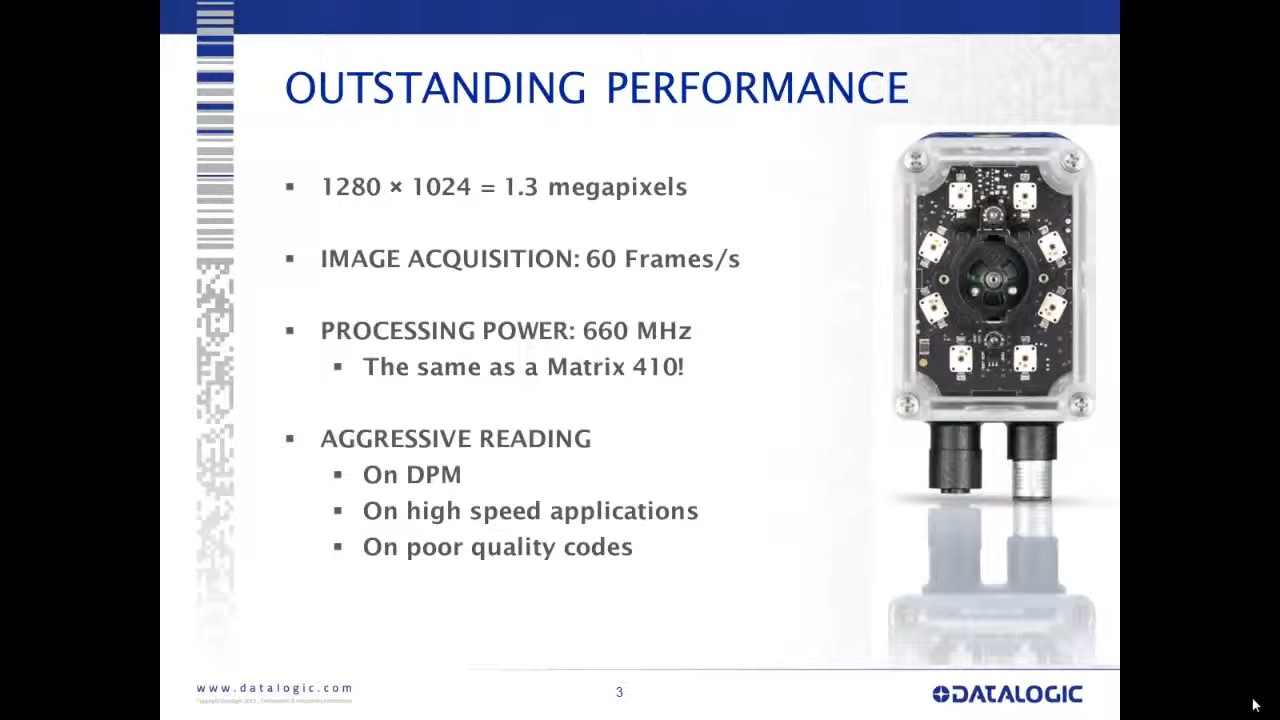 OUTSTANDING PERFORMANCE
▪ 1280 × 1024 = 1.3 megapixels
▪ IMAGE ACQUISITION: 60 Frames/s
▪ PROCESSING POWER: 660 MHz
▪ The same as a Matrix 410!
▪ AGGRESSIVE READING
▪ On DPM
▪ On high speed applications
▪ On poor quality codes
www.datalogic.com
3
DATALOGIC